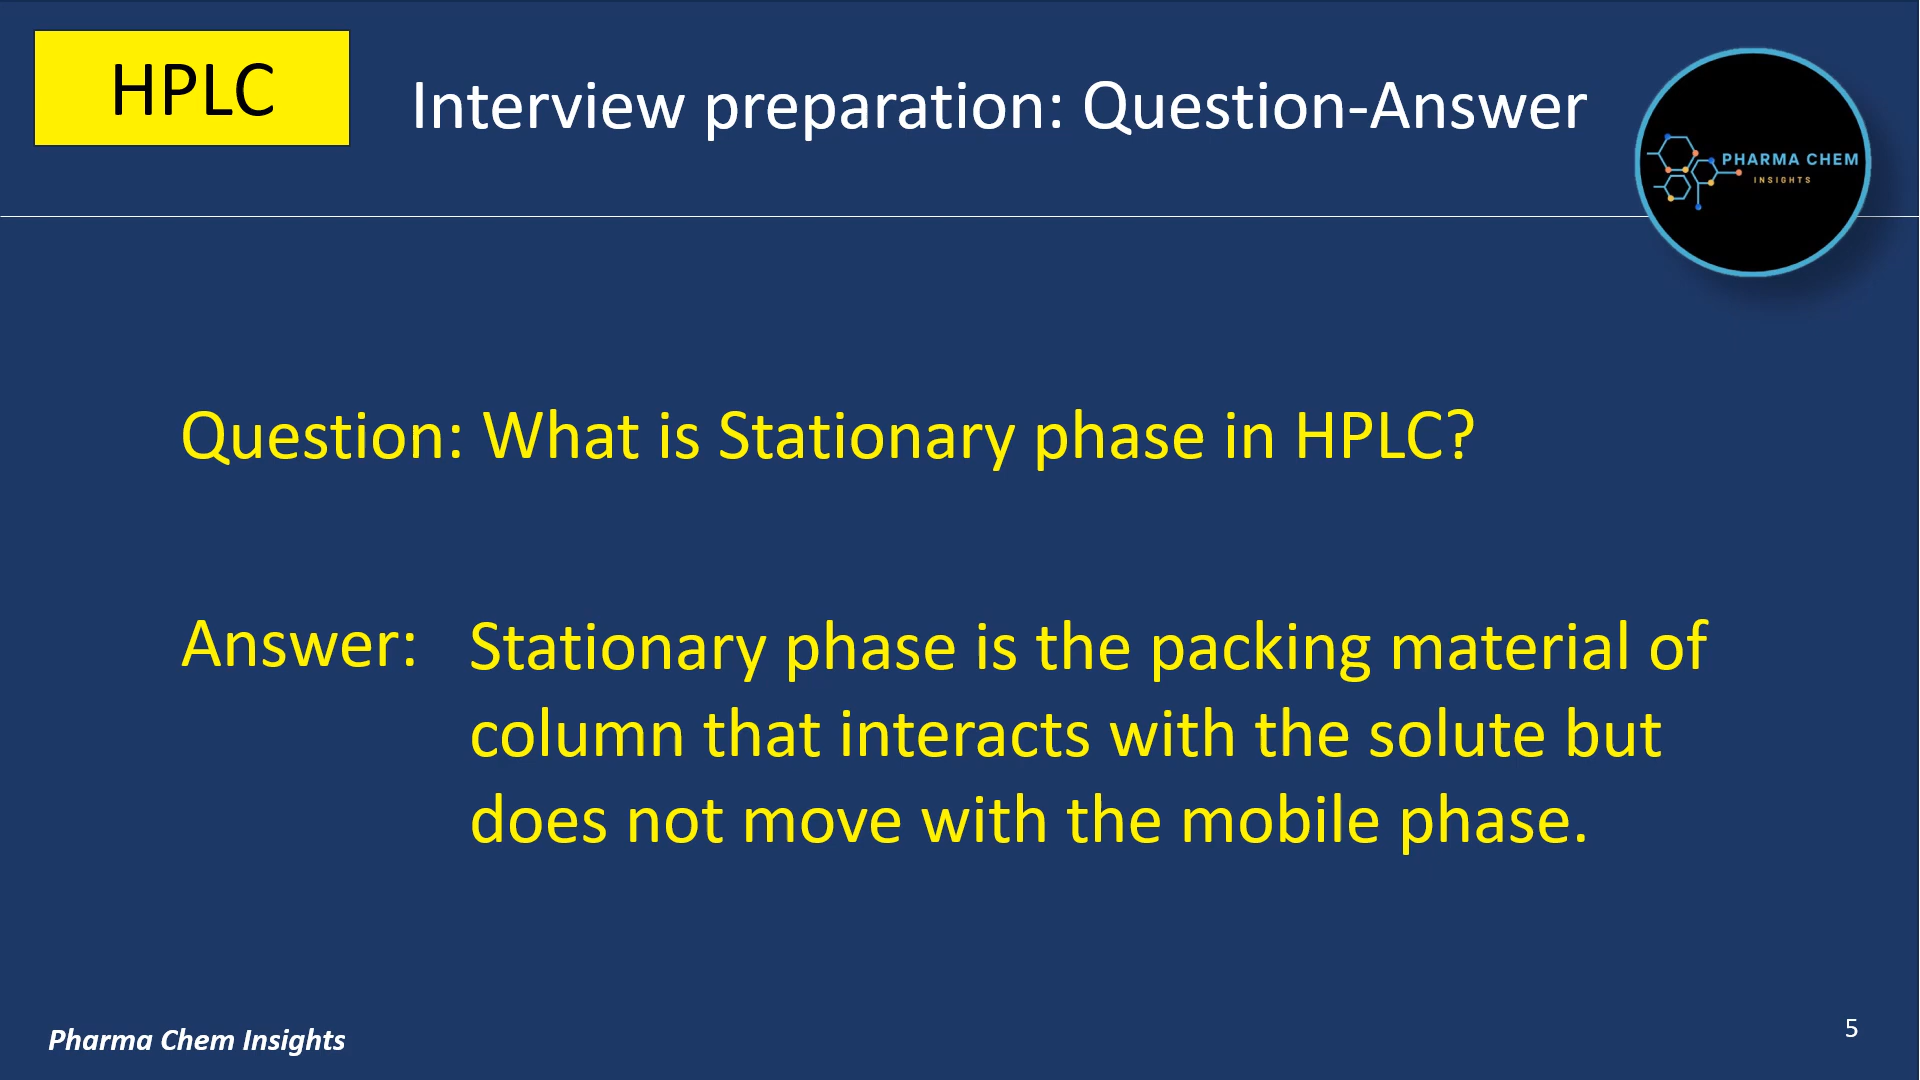 HPLC
Interview preparation: Question-Answer
PHARMA CHEM
INSIGHTS
Question: What is Stationary phase in HPLC?
Answer: Stationary phase is the packing material of
column that interacts with the solute but
does not move with the mobile phase.
Pharma Chem Insights
5